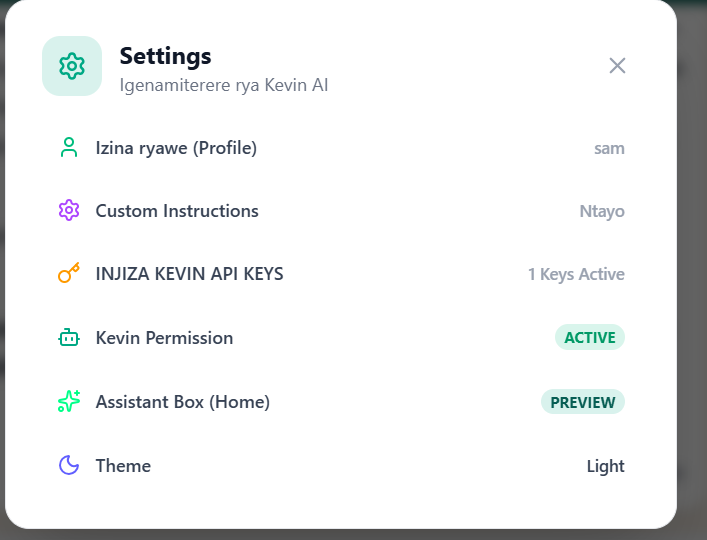 Settings
Igenamiterere rya Kevin AI
Izina ryawe (Profile) sam
Custom Instructions Ntayo
INJIZA KEVIN API KEYS 1 Keys Active
Kevin Permission ACTIVE
Assistant Box (Home) PREVIEW
Theme Light